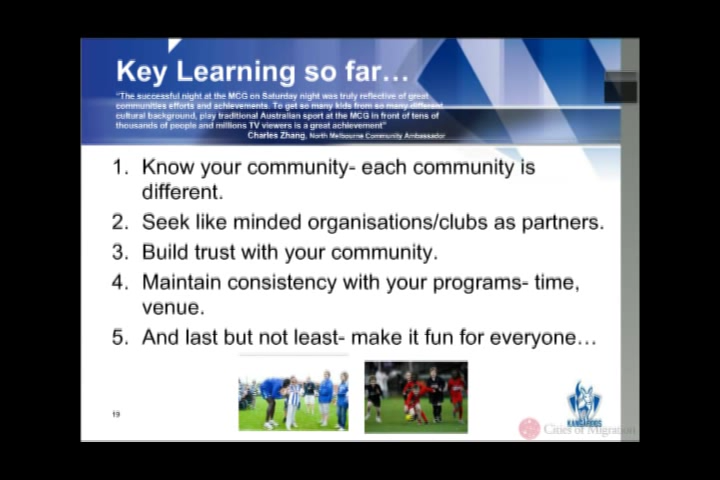 Key Learning so far…
"The successful night at the MCG on Saturday night was truly reflective of great
communities efforts and achievements. To get so many kids from so many different
cultural background, play traditional Australian sport at the MCG in front of tens of
thousands of people and millions TV viewers is a great achievement"
Charles Zhang, North Melbourne Community Ambassador
1. Know your community- each community is
different.
2. Seek like minded organisations/clubs as partners.
3. Build trust with your community.
4. Maintain consistency with your programs- time,
venue.
5. And last but not least- make it fun for everyone…
19
KANGAROOS
Cities of Migration